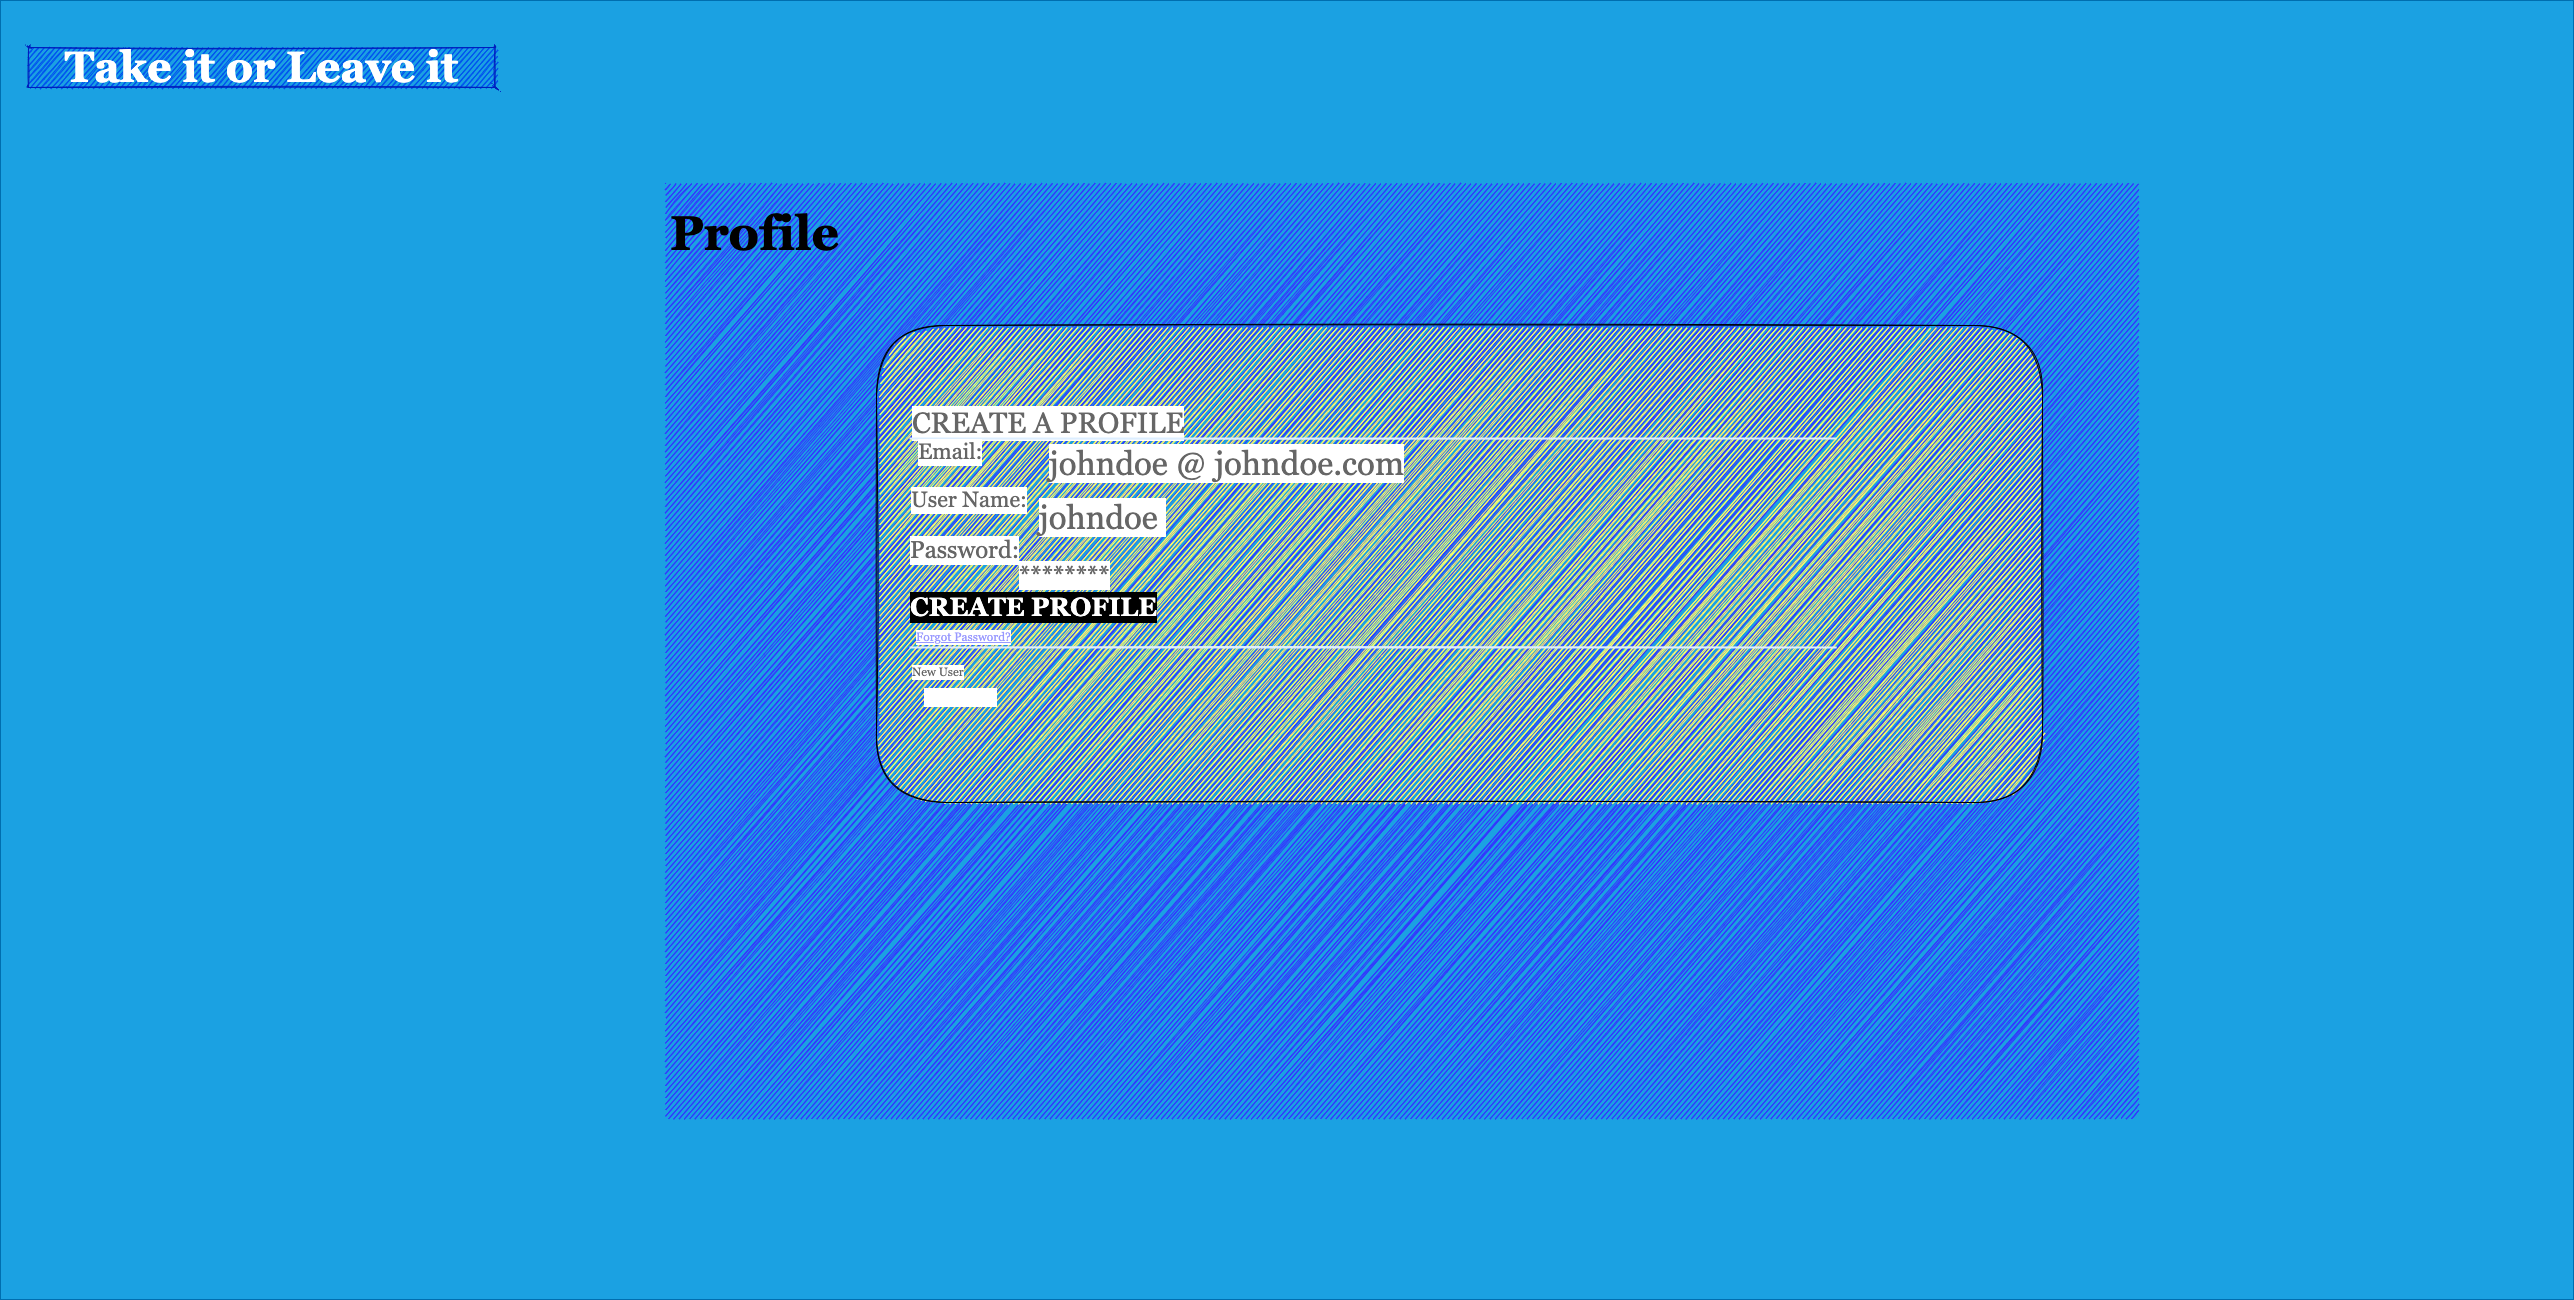 Take it or Leave it
Profile
CREATE A PROFILE
Email:
johndoe @ johndoe.com
User Name:
johndoe
Password:
********
CREATE PROFILE
Forgot Password?
New User